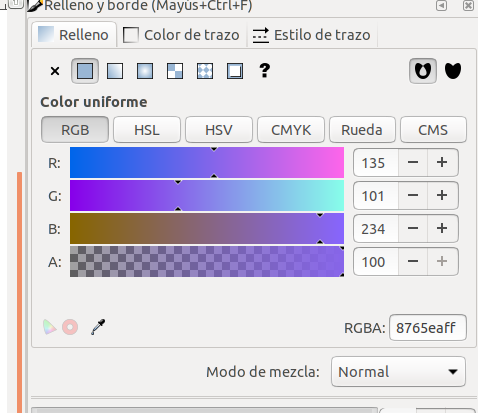 Relleno y borde (Mayús+Ctrl+F)
Relleno Color de trazo Estilo de trazo
?
Color uniforme
RGB HSL HSV CMYK Rueda CMS
R: 135 − +
G: 101 − +
B: 234 − +
A: 100 − +
RGBA: 8765eaff
Modo de mezcla: Normal